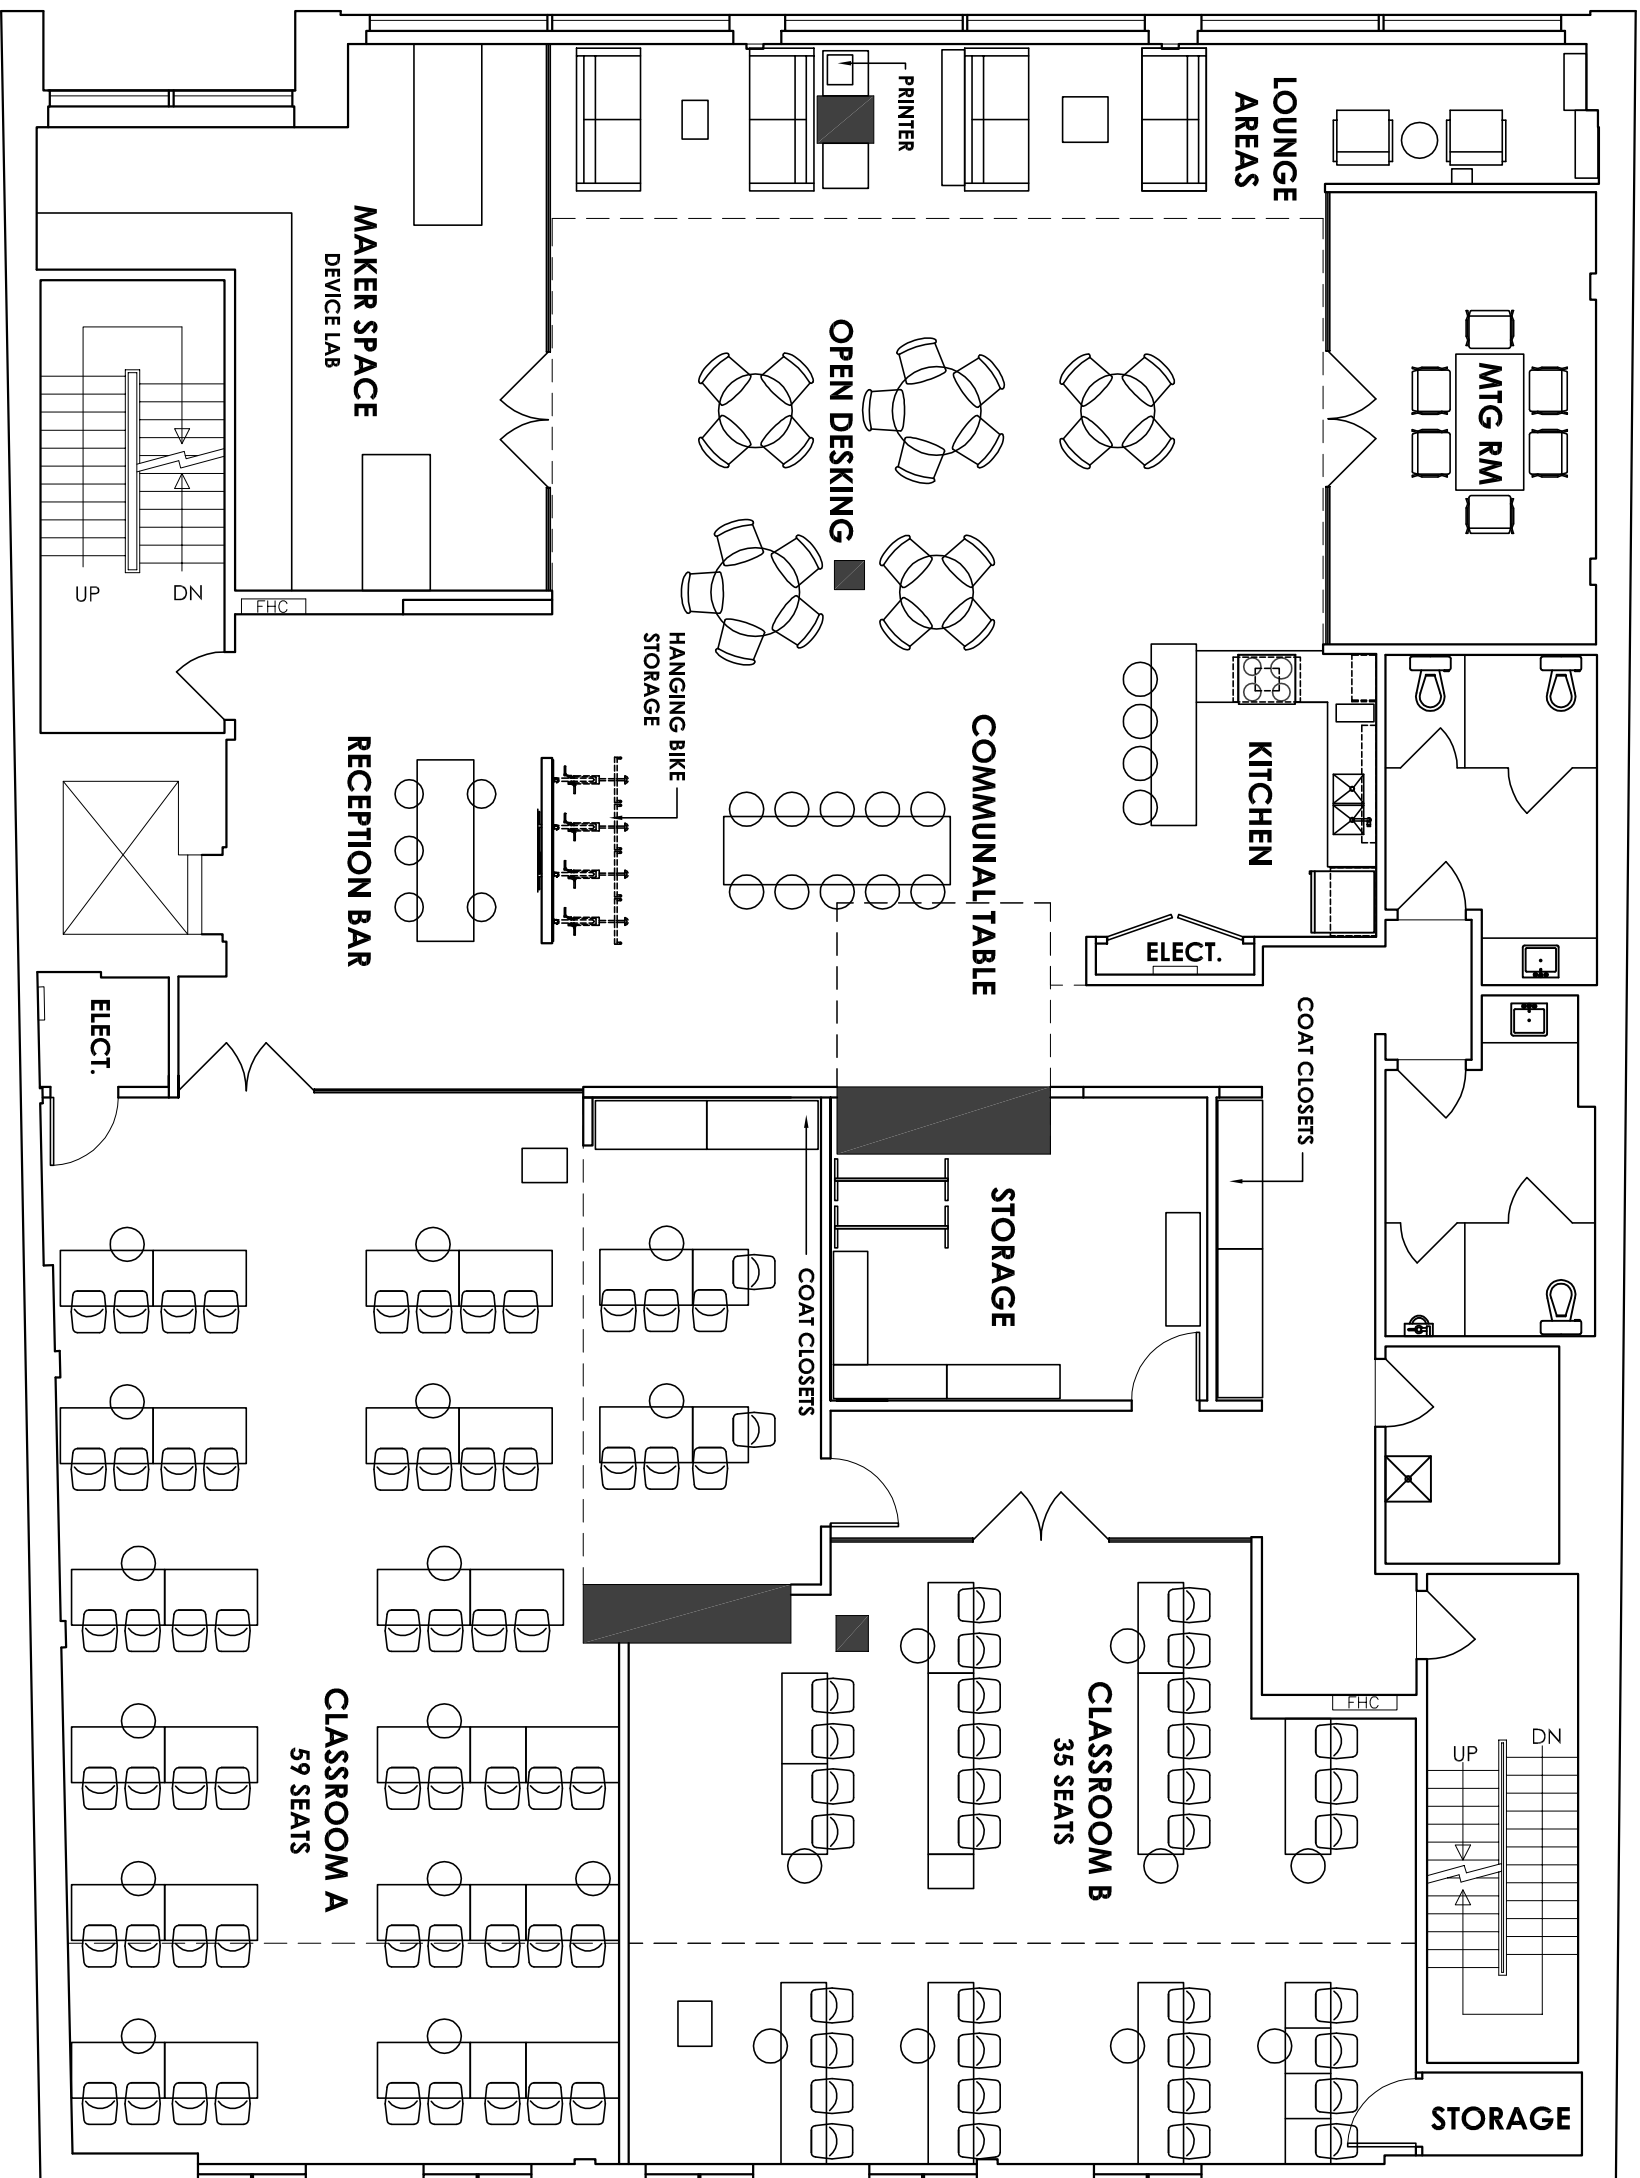 PRINTER
LOUNGE
AREAS
MAKER SPACE
DEVICE LAB
OPEN DESKING
MTG RM
UP
DN
FHC
HANGING BIKE
STORAGE
RECEPTION BAR
COMMUNAL TABLE
KITCHEN
ELECT.
ELECT.
COAT CLOSETS
STORAGE
COAT CLOSETS
CLASSROOM A
59 SEATS
CLASSROOM B
35 SEATS
FHC
UP
DN
STORAGE